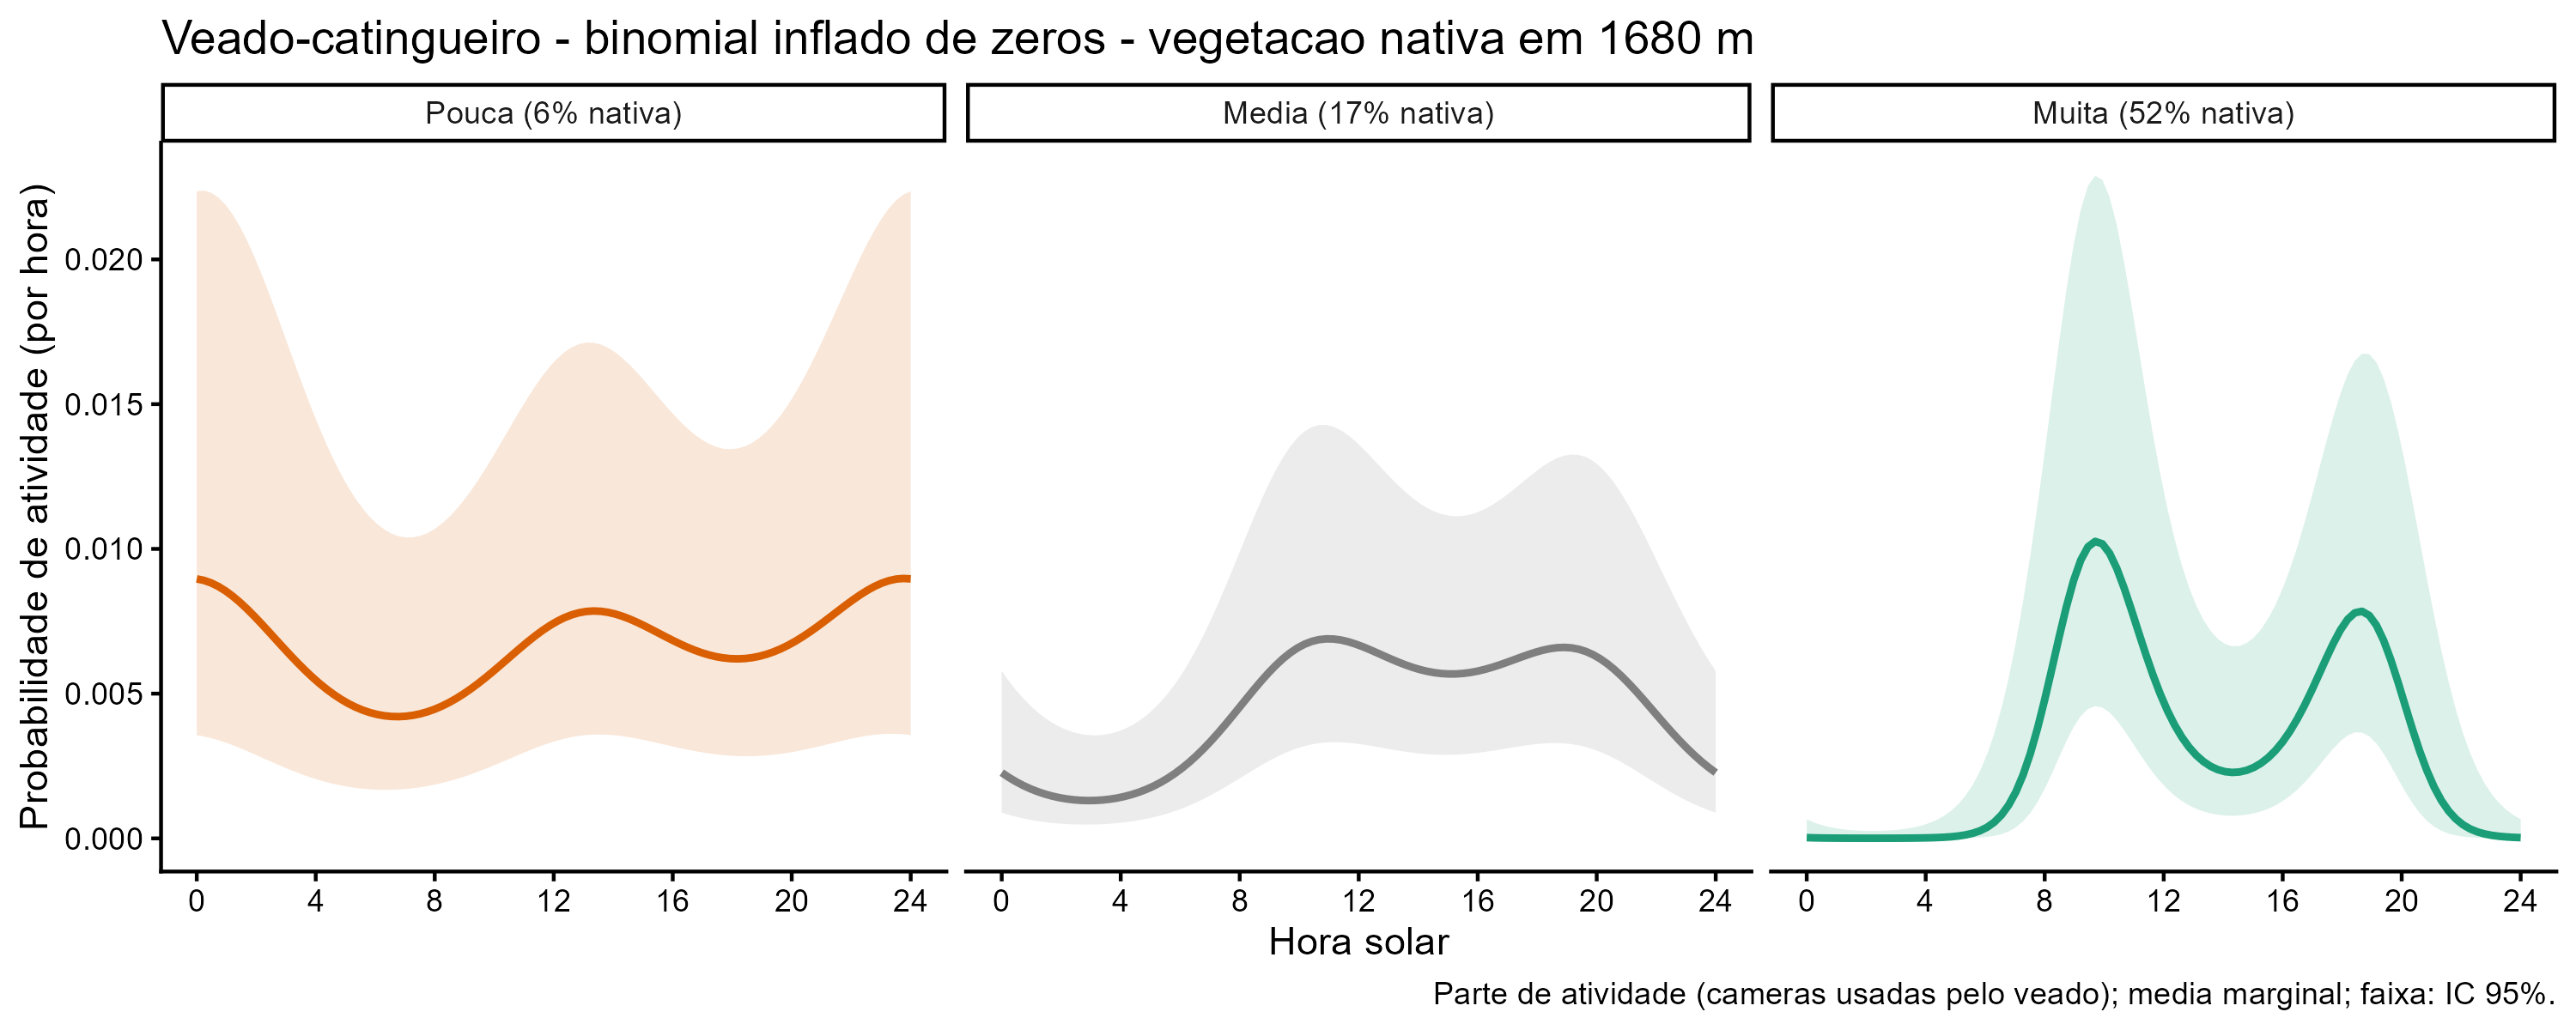 Veado-catingueiro - binomial inflado de zeros - vegetacao nativa em 1680 m
Pouca (6% nativa)
Media (17% nativa)
Muita (52% nativa)
Probabilidade de atividade (por hora)
0.020
0.015
0.010
0.005
0.000
0 4 8 12 16 20 24
0 4 8 12 16 20 24
0 4 8 12 16 20 24
Hora solar
Parte de atividade (cameras usadas pelo veado); media marginal; faixa: IC 95%.